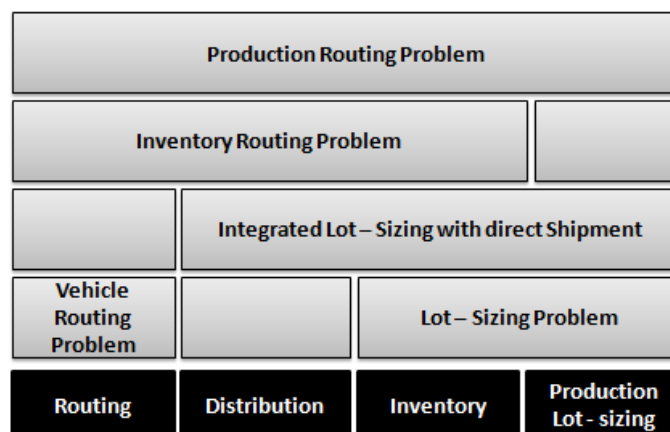 Production Routing Problem
Inventory Routing Problem
Integrated Lot – Sizing with direct Shipment
Vehicle
Routing
Problem
Lot – Sizing Problem
Routing
Distribution
Inventory
Production
Lot - sizing